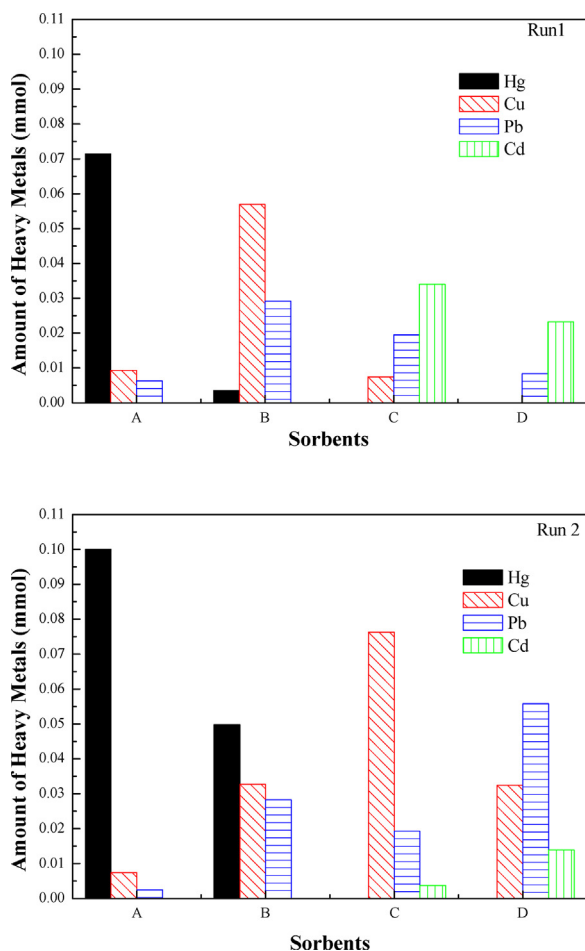 Run1
0.11
0.10
0.09
0.08
0.07
0.06
0.05
0.04
0.03
0.02
0.01
0.00
Amount of Heavy Metals (mmol)
Hg
Cu
Pb
Cd
A B C D
Sorbents
Run 2
0.11
0.10
0.09
0.08
0.07
0.06
0.05
0.04
0.03
0.02
0.01
0.00
Amount of Heavy Metals (mmol)
Hg
Cu
Pb
Cd
A B C D
Sorbents